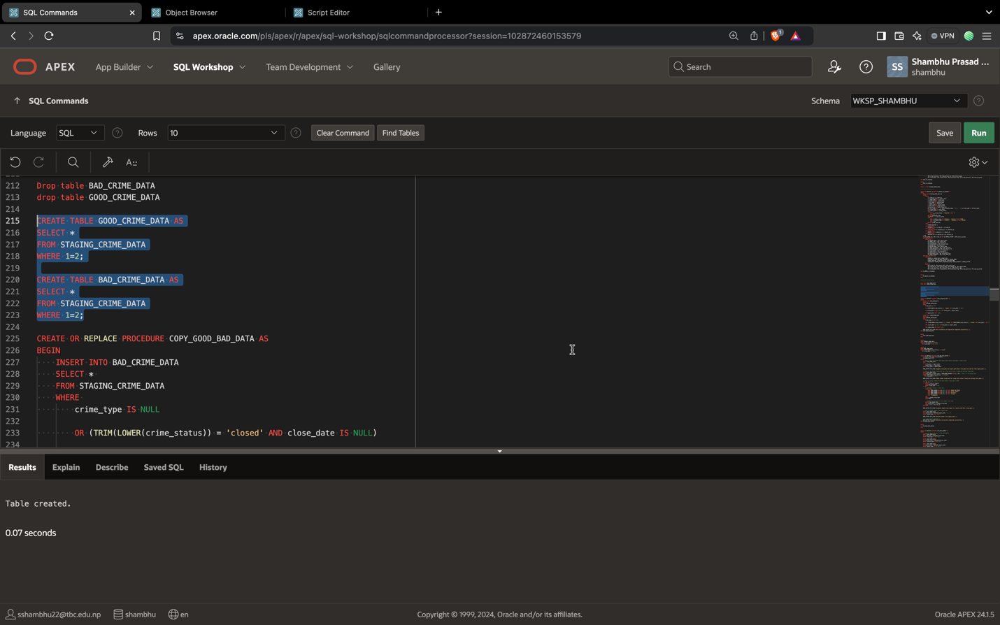 SQL Commands
Object Browser
Script Editor
apex.oracle.com/pls/apex/r/apex/sql-workshop/sqlcommandprocessor?session=102872460153579
1
VPN
APEX
App Builder
SQL Workshop
Team Development
Gallery
Search
SS
Shambhu Prasad ...
shambhu
SQL Commands
Schema
WKSP_SHAMBHU
Language
SQL
Rows
10
Clear Command
Find Tables
Save
Run
212 Drop table BAD_CRIME_DATA
213 drop table GOOD_CRIME_DATA
214
215 CREATE TABLE GOOD_CRIME_DATA AS
216 SELECT *
217 FROM STAGING_CRIME_DATA
218 WHERE 1=2;
219
220 CREATE TABLE BAD_CRIME_DATA AS
221 SELECT *
222 FROM STAGING_CRIME_DATA
223 WHERE 1=2;
224
225 CREATE OR REPLACE PROCEDURE COPY_GOOD_BAD_DATA AS
226 BEGIN
227 INSERT INTO BAD_CRIME_DATA
228 SELECT *
229 FROM STAGING_CRIME_DATA
230 WHERE
231 crime_type IS NULL
232
233 OR (TRIM(LOWER(crime_status)) = 'closed' AND close_date IS NULL)
234
Results
Explain
Describe
Saved SQL
History
Table created.
0.07 seconds
sshambhu22@tbc.edu.np
shambhu
en
Copyright © 1999, 2024, Oracle and/or its affiliates.
Oracle APEX 24.1.5